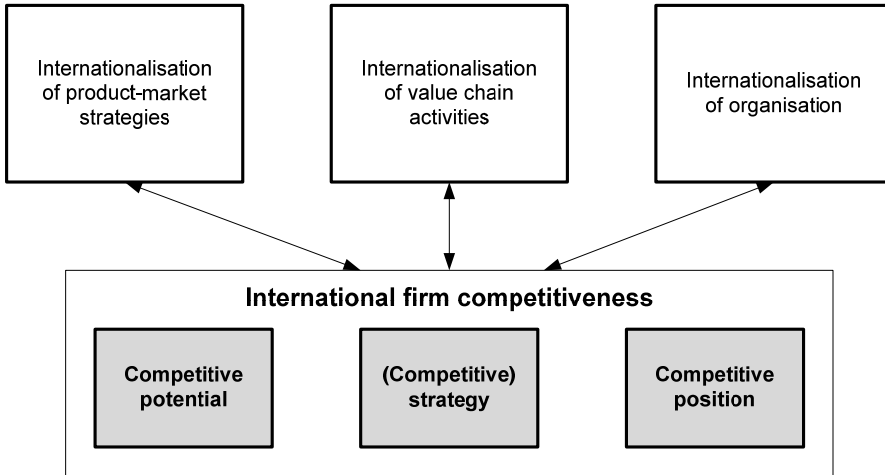 Internationalisation
of product-market
strategies
Internationalisation
of value chain
activities
Internationalisation
of organisation
International firm competitiveness
Competitive
potential
(Competitive)
strategy
Competitive
position